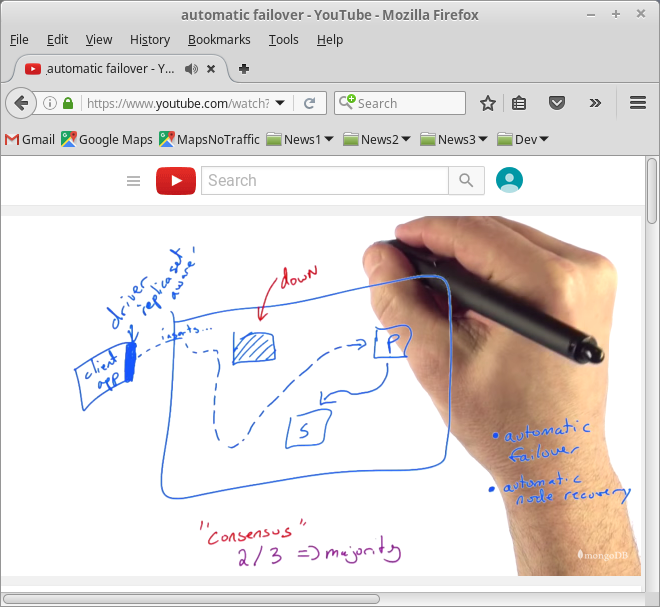 automatic failover - YouTube - Mozilla Firefox
File Edit View History Bookmarks Tools Help
automatic failover - Y...
https://www.youtube.com/watch?
Search
Gmail Google Maps MapsNoTraffic News1 News2 News3 Dev
Search
down
driver
replicaset
aware
inserts...
client
app
P
S
automatic
failover
automatic
node recovery
"Consensus"
2/3 => majority
mongoDB